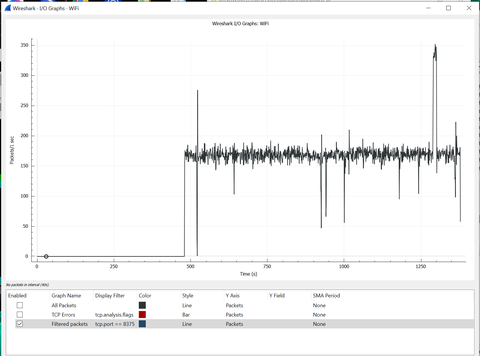 Wireshark · I/O Graphs · WiFi
Wireshark I/O Graphs: WiFi
350
300
250
200
150
100
50
0
Packets/1 sec
0 250 500 750 1000 1250
Time (s)
No packets in interval (30s).
Enabled Graph Name Display Filter Color Style Y Axis Y Field SMA Period
All Packets Line Packets None
TCP Errors tcp.analysis.flags Bar Packets None
Filtered packets tcp.port == 8375 Line Packets None